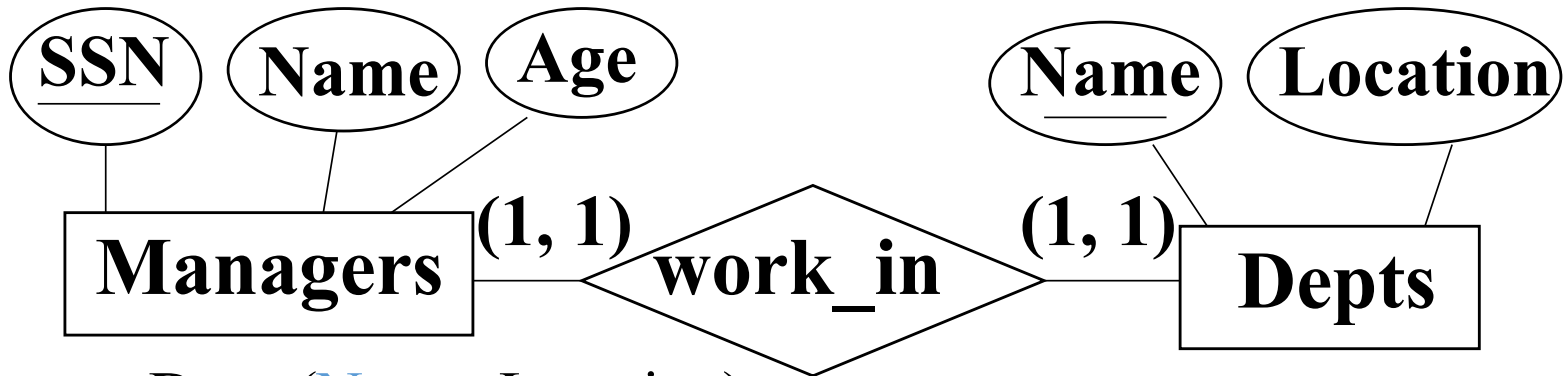 SSN Name Age Name Location
(1, 1) (1, 1)
Managers work_in Depts